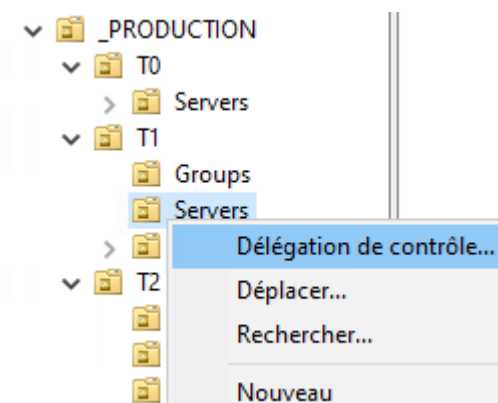 _PRODUCTION
T0
Servers
T1
Groups
Servers
Délégation de contrôle...
T2
Déplacer...
Rechercher...
Nouveau